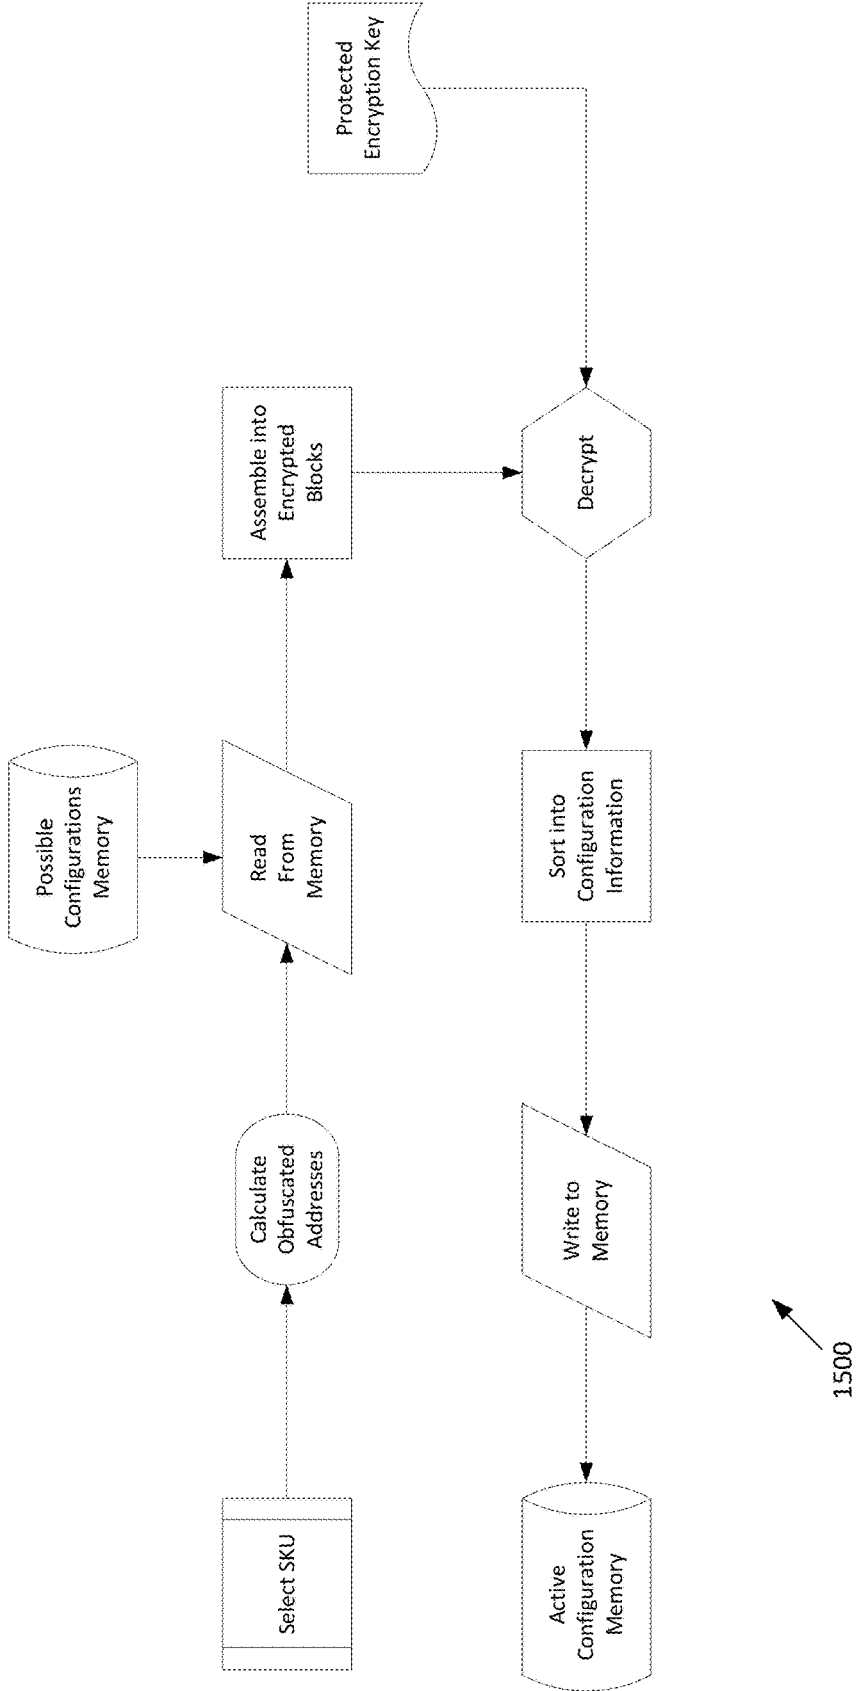 Select SKU
Calculate
Obfuscated
Addresses
Read
From
Memory
Possible
Configurations
Memory
Assemble into
Encrypted
Blocks
Protected
Encryption Key
Decrypt
Sort into
Configuration
Information
Write to
Memory
Active
Configuration
Memory
1500